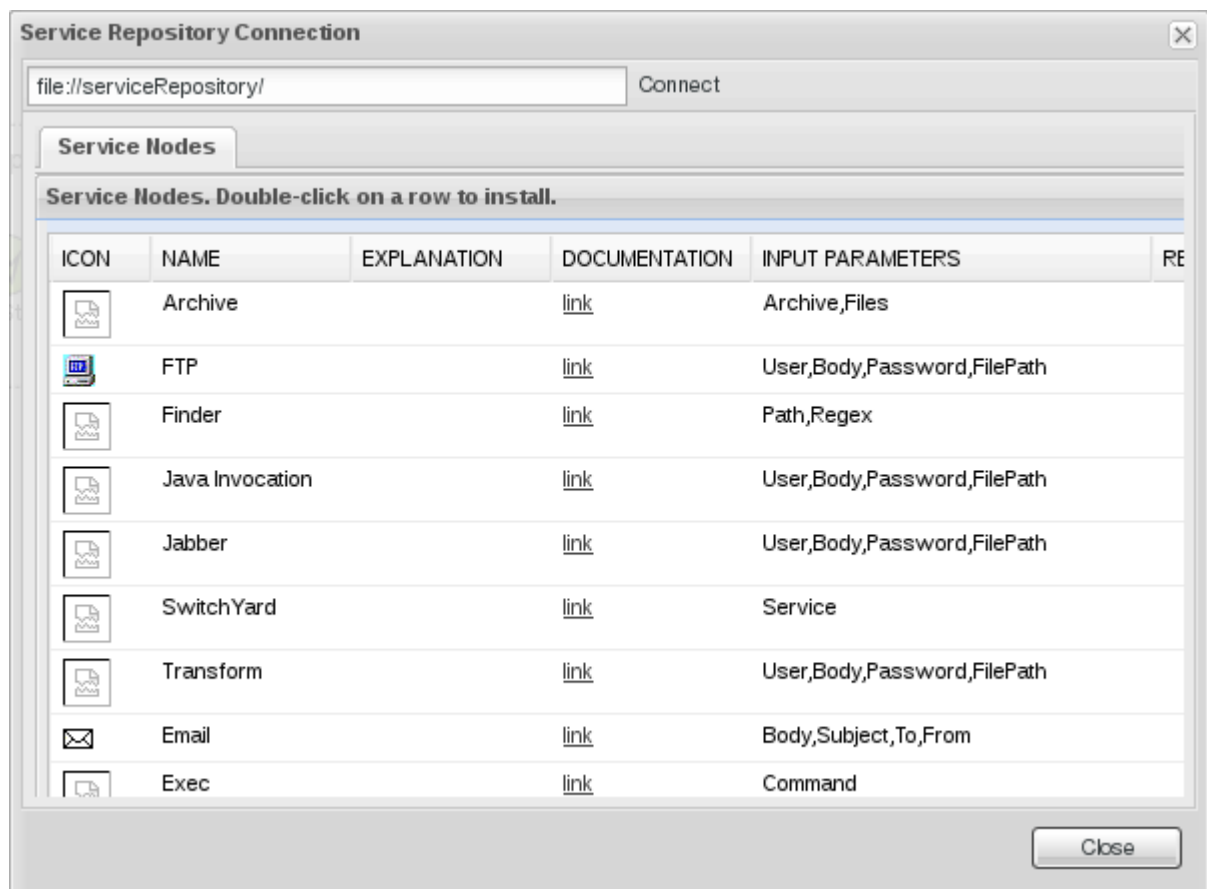 Service Repository Connection
file://serviceRepository/ Connect
Service Nodes
Service Nodes. Double-click on a row to install.
ICON NAME EXPLANATION DOCUMENTATION INPUT PARAMETERS RE
Archive link Archive,Files
FTP link User,Body,Password,FilePath
Finder link Path,Regex
Java Invocation link User,Body,Password,FilePath
Jabber link User,Body,Password,FilePath
SwitchYard link Service
Transform link User,Body,Password,FilePath
Email link Body,Subject,To,From
Exec link Command
Close